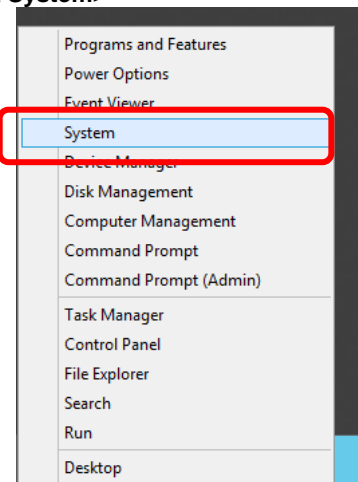 System>
Programs and Features
Power Options
Event Viewer
System
Device Manager
Disk Management
Computer Management
Command Prompt
Command Prompt (Admin)
Task Manager
Control Panel
File Explorer
Search
Run
Desktop